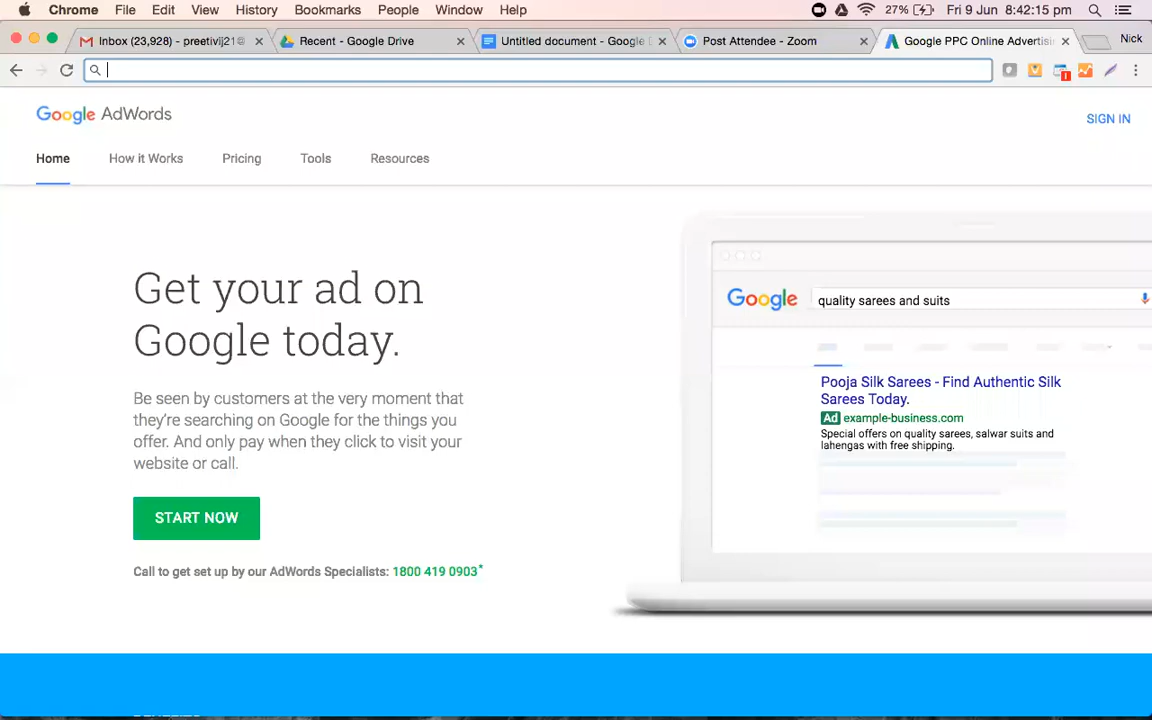 Chrome File Edit View History Bookmarks People Window Help 27% Fri 9 Jun 8:42:15 pm
Inbox (23,928) - preetivij21@ Recent - Google Drive Untitled document - Google D Post Attendee - Zoom Google PPC Online Advertisin Nick
Google AdWords
SIGN IN
Home How it Works Pricing Tools Resources
Get your ad on
Google today.
Be seen by customers at the very moment that
they're searching on Google for the things you
offer. And only pay when they click to visit your
website or call.
START NOW
Call to get set up by our AdWords Specialists: 1800 419 0903*
Google quality sarees and suits
Pooja Silk Sarees - Find Authentic Silk
Sarees Today.
Ad example-business.com
Special offers on quality sarees, salwar suits and
lahengas with free shipping.